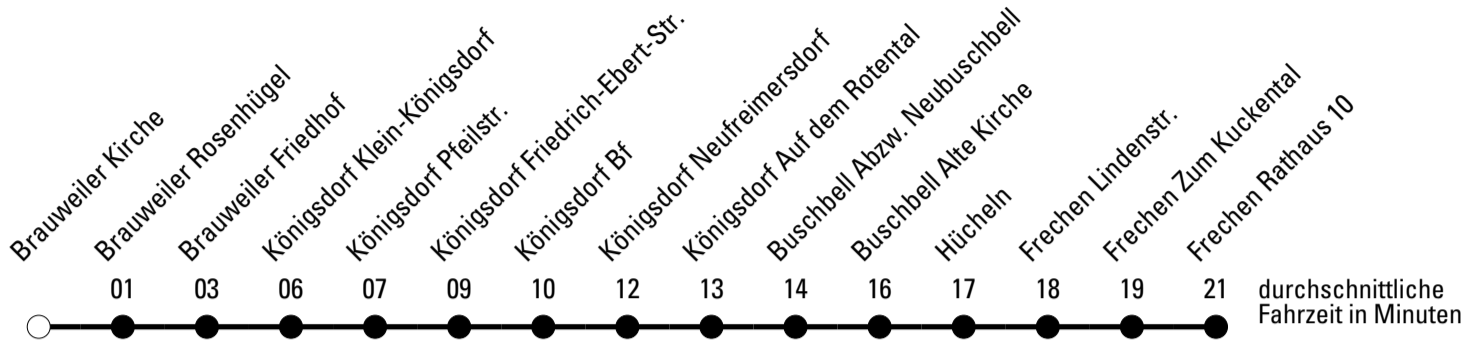 Brauweiler Kirche
Brauweiler Rosenhügel
Brauweiler Friedhof
Königsdorf Klein-Königsdorf
Königsdorf Pfeilstr.
Königsdorf Friedrich-Ebert-Str.
Königsdorf Bf
Königsdorf Neufreimersdorf
Königsdorf Auf dem Rotental
Buschbell Abzw. Neubuschbell
Buschbell Alte Kirche
Hücheln
Frechen Lindenstr.
Frechen Zum Kuckental
Frechen Rathaus 10
01 03 06 07 09 10 12 13 14 16 17 18 19 21
durchschnittliche
Fahrzeit in Minuten